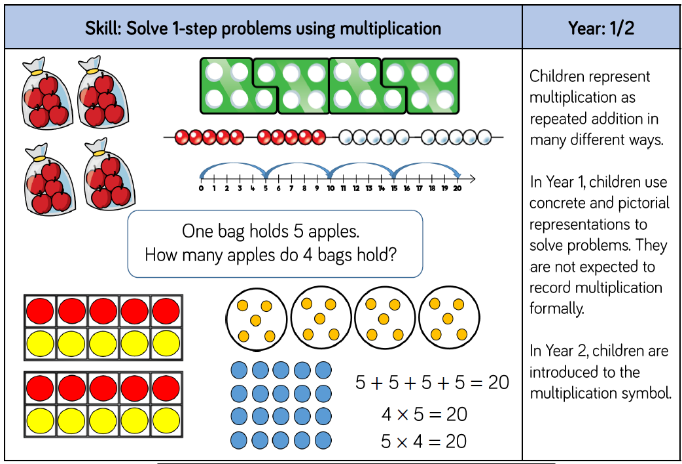 Skill: Solve 1-step problems using multiplication
Year: 1/2
0 1 2 3 4 5 6 7 8 9 10 11 12 13 14 15 16 17 18 19 20
One bag holds 5 apples.
How many apples do 4 bags hold?
5 + 5 + 5 + 5 = 20
4 × 5 = 20
5 × 4 = 20
Children represent
multiplication as
repeated addition in
many different ways.
In Year 1, children use
concrete and pictorial
representations to
solve problems. They
are not expected to
record multiplication
formally.
In Year 2, children are
introduced to the
multiplication symbol.